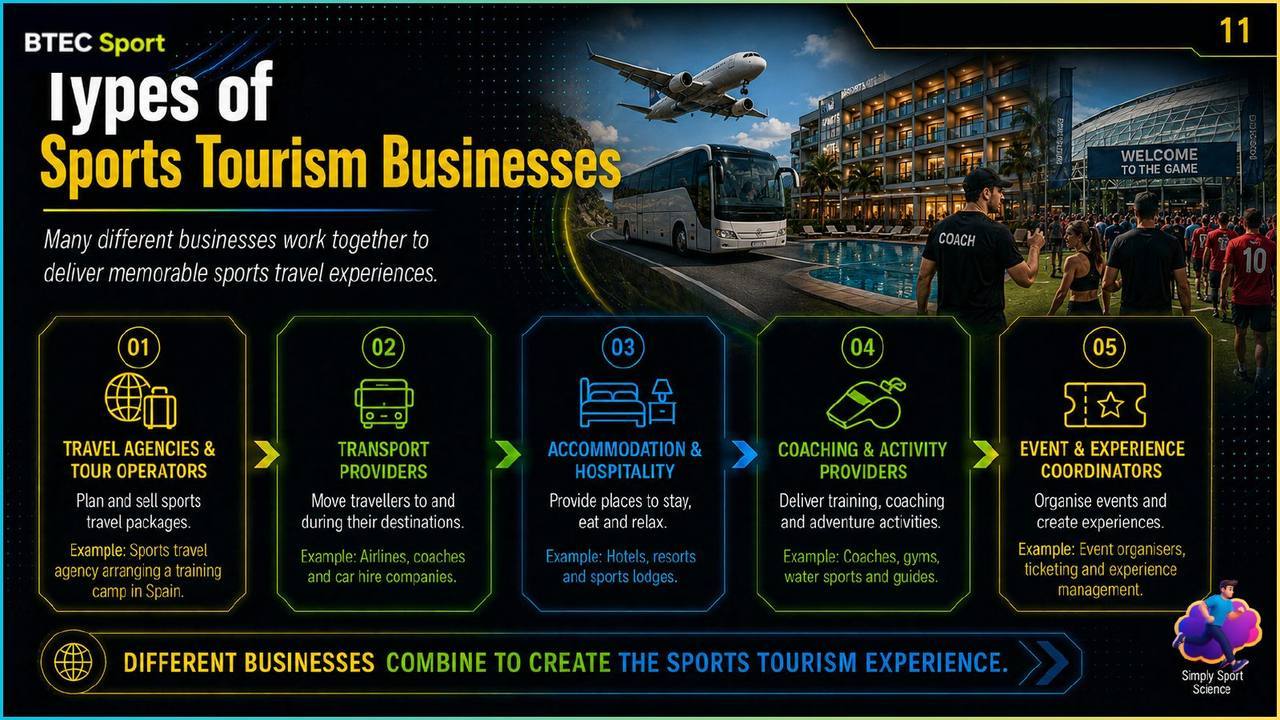 BTEC Sport
11
Types of
Sports Tourism Businesses
Many different businesses work together to
deliver memorable sports travel experiences.
WELCOME
TO THE GAME
COACH
10
01
TRAVEL AGENCIES &
TOUR OPERATORS
Plan and sell sports
travel packages.
Example: Sports travel
agency arranging a training
camp in Spain.
02
TRANSPORT
PROVIDERS
Move travellers to and
during their destinations.
Example: Airlines, coaches
and car hire companies.
03
ACCOMMODATION &
HOSPITALITY
Provide places to stay,
eat and relax.
Example: Hotels, resorts
and sports lodges.
04
COACHING & ACTIVITY
PROVIDERS
Deliver training, coaching
and adventure activities.
Example: Coaches, gyms,
water sports and guides.
05
EVENT & EXPERIENCE
COORDINATORS
Organise events and
create experiences.
Example: Event organisers,
ticketing and experience
management.
DIFFERENT BUSINESSES COMBINE TO CREATE THE SPORTS TOURISM EXPERIENCE.
Simply Sport
Science